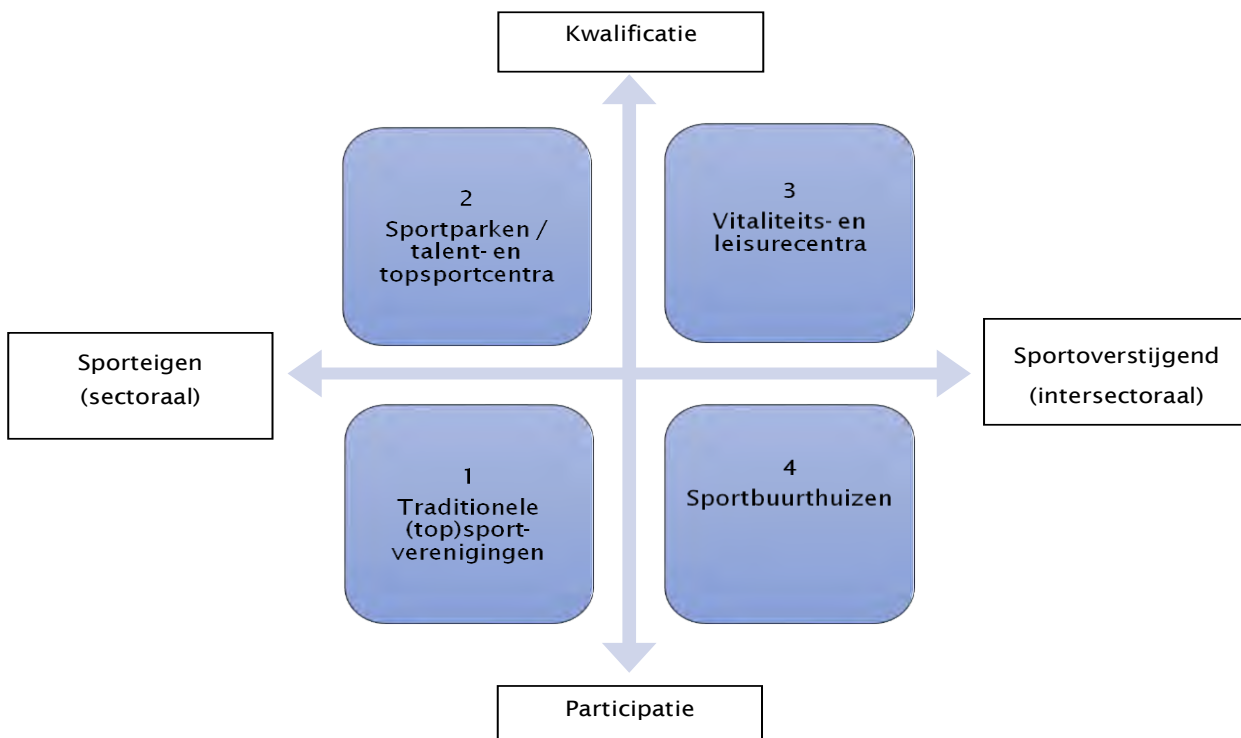 Kwalificatie
2
Sportparken /
talent- en
topsportcentra
3
Vitaliteits- en
leisurecentra
Sporteigen
(sectoraal)
Sportoverstijgend
(intersectoraal)
1
Traditionele
(top)sport-
verenigingen
4
Sportbuurthuizen
Participatie